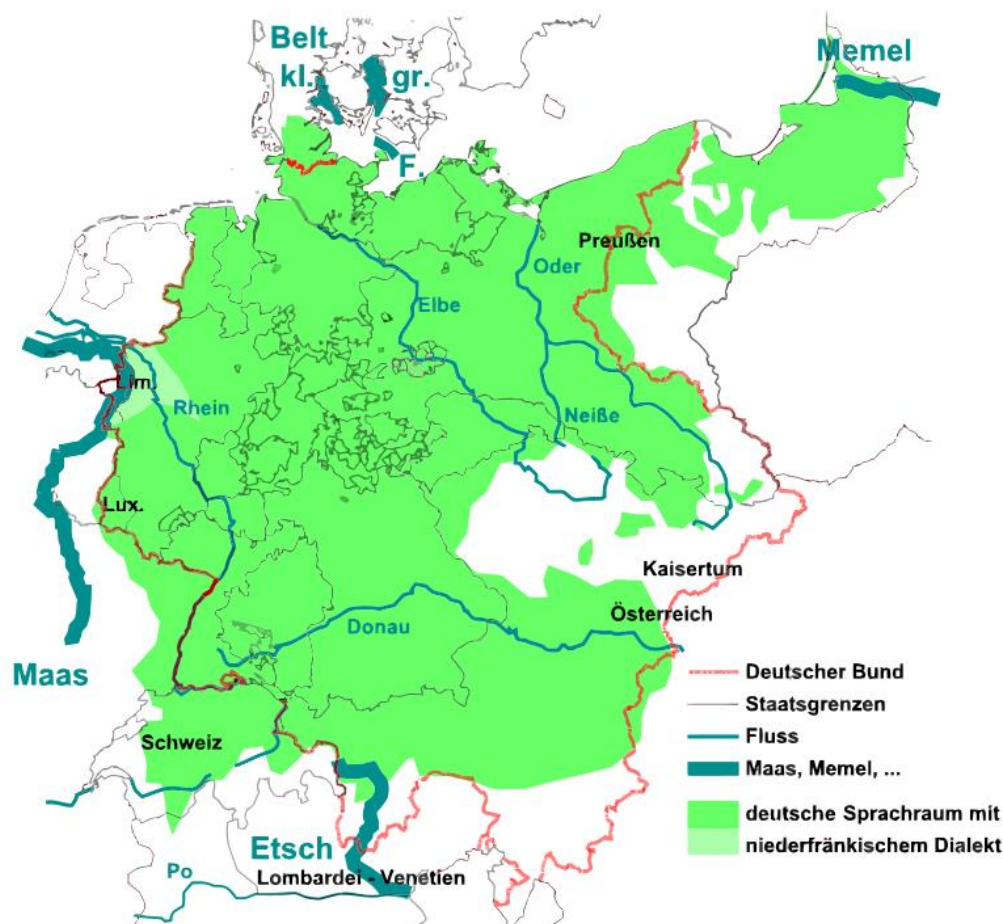 Belt
kl. gr.
F.
Memel
Preußen
Oder
Elbe
Neiße
Lim.
Rhein
Lux.
Maas
Kaisertum
Österreich
Donau
Schweiz
Etsch
Lombardei - Venetien
Po
Deutscher Bund
Staatsgrenzen
Fluss
Maas, Memel, ...
deutsche Sprachraum mit
niederfränkischem Dialekt